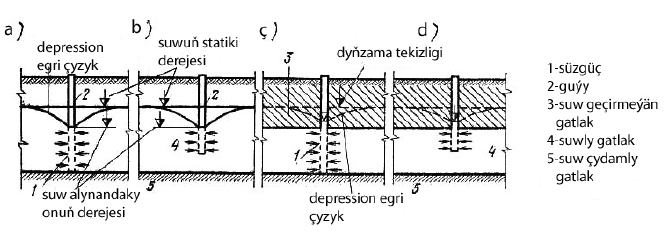 a)
b)
ç)
d)
depression
egri çyzyk
suwuň statiki
derejesi
dyňzama tekizligi
3
2
2
4
4
1
1
5
5
suw alynandaky
onuň derejesi
depression egri
çyzyk
1-süzgüç
2-guýy
3-suw geçirmeýän
gatlak
4-suwly gatlak
5-suw çydamly
gatlak